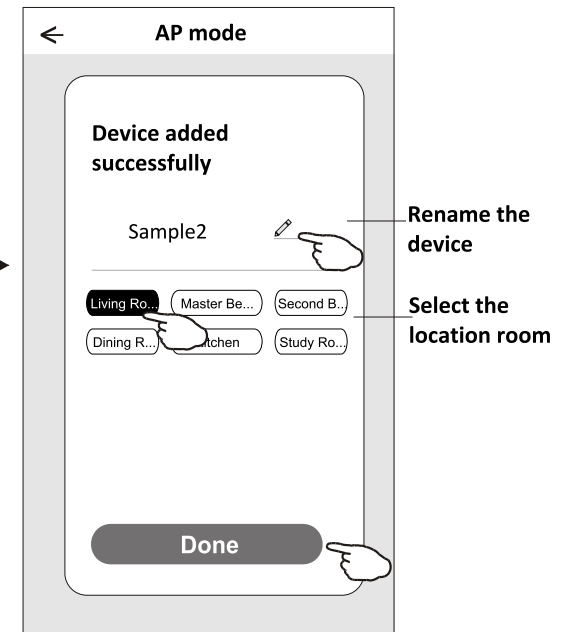 AP mode
Device added
successfully
Sample2
Rename the
device
Living Ro...
Master Be...
Second B...
Select the
location room
Dining R...
itchen
Study Ro...
Done